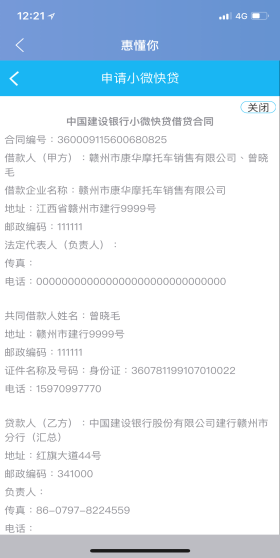 12:21
4G
惠懂你
申请小微快贷
关闭
中国建设银行小微快贷借贷合同
合同编号：360009115600680825
借款人（甲方）：赣州市康华摩托车销售有限公司、曾晓
毛
借款企业名称：赣州市康华摩托车销售有限公司
地址：江西省赣州市建行9999号
邮政编码：111111
法定代表人（负责人）：
传真：
电话：0000000000000000000000000000
共同借款人姓名：曾晓毛
地址：赣州市建行9999号
邮政编码：111111
证件名称及号码：身份证：360781199107010022
电话：15970997770
贷款人（乙方）：中国建设银行股份有限公司建行赣州市
分行（汇总）
地址：红旗大道44号
邮政编码：341000
负责人：
传真：86-0797-8224559
电话：